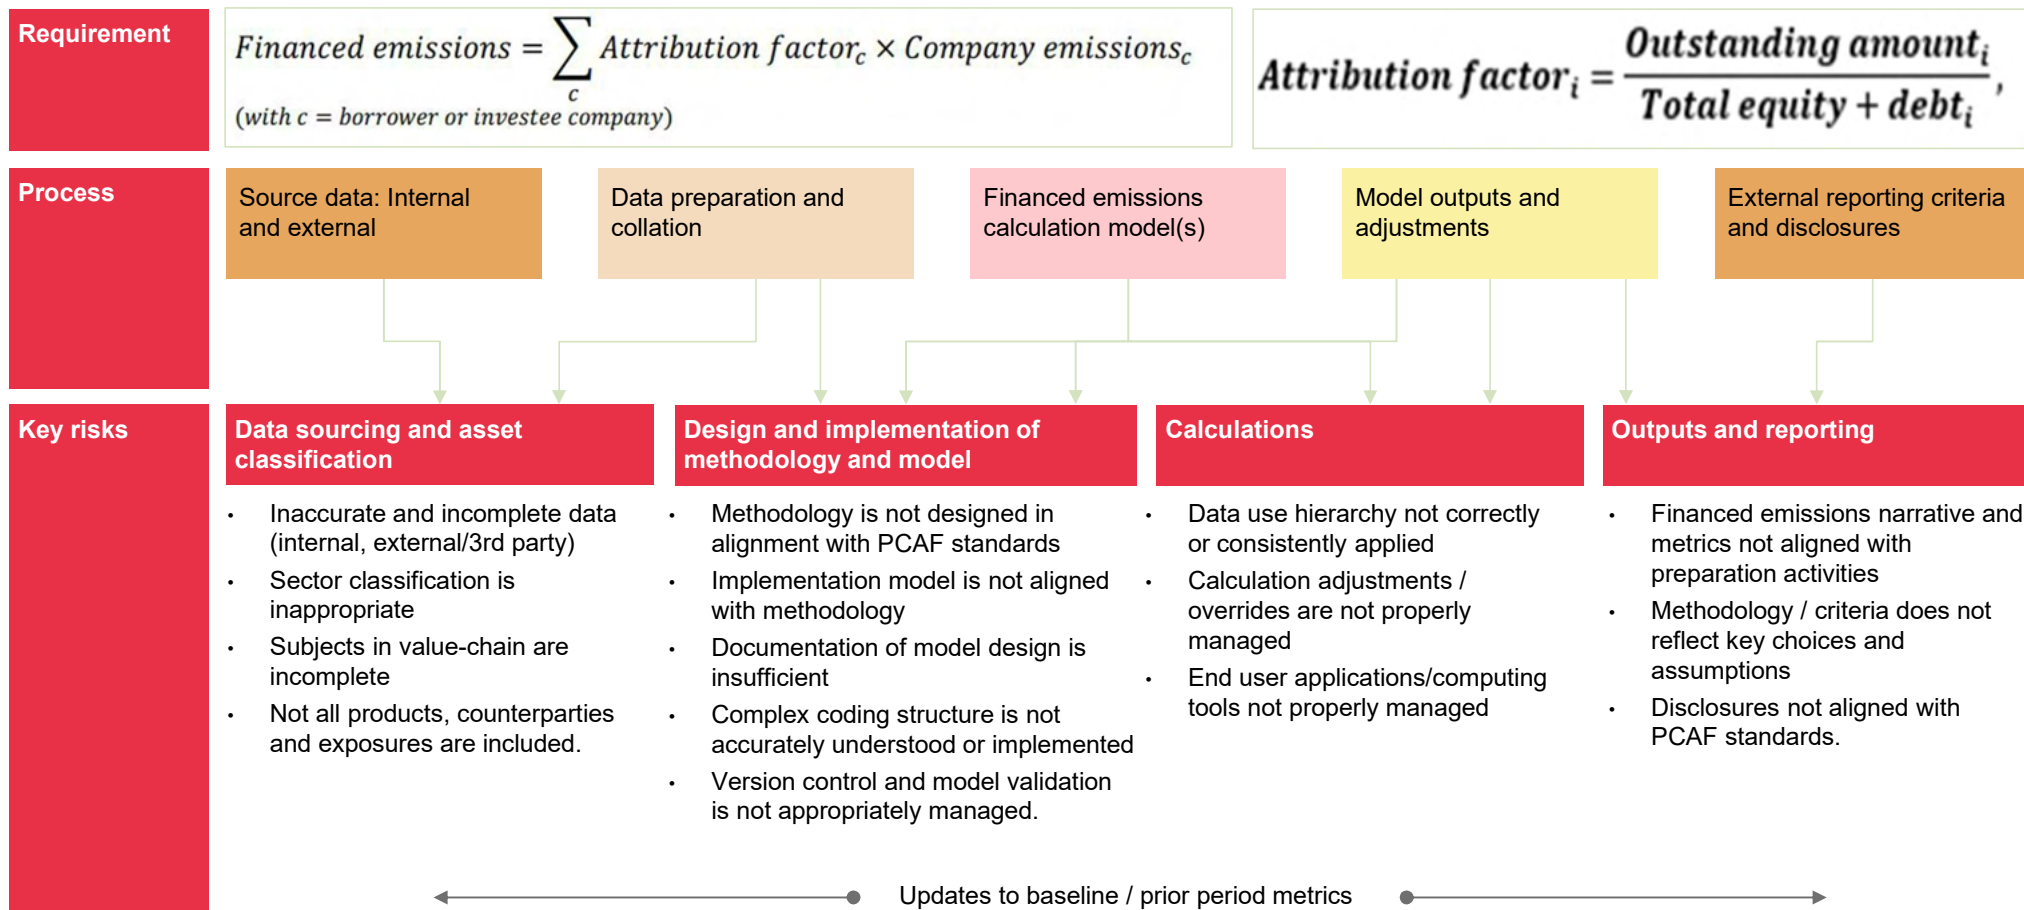 Requirement
Financed emissions = ∑ Attribution factor_c × Company emissions_c
c
(with c = borrower or investee company)
Attribution factor_i = Outstanding amount_i / Total equity + debt_i ,
Process
Source data: Internal
and external
Data preparation and
collation
Financed emissions
calculation model(s)
Model outputs and
adjustments
External reporting criteria
and disclosures
Key risks
Data sourcing and asset
classification
• Inaccurate and incomplete data
(internal, external/3rd party)
• Sector classification is
inappropriate
• Subjects in value-chain are
incomplete
• Not all products, counterparties
and exposures are included.
Design and implementation of
methodology and model
• Methodology is not designed in
alignment with PCAF standards
• Implementation model is not aligned
with methodology
• Documentation of model design is
insufficient
• Complex coding structure is not
accurately understood or implemented
• Version control and model validation
is not appropriately managed.
Calculations
• Data use hierarchy not correctly
or consistently applied
• Calculation adjustments /
overrides are not properly
managed
• End user applications/computing
tools not properly managed
Outputs and reporting
• Financed emissions narrative and
metrics not aligned with
preparation activities
• Methodology / criteria does not
reflect key choices and
assumptions
• Disclosures not aligned with
PCAF standards.
Updates to baseline / prior period metrics